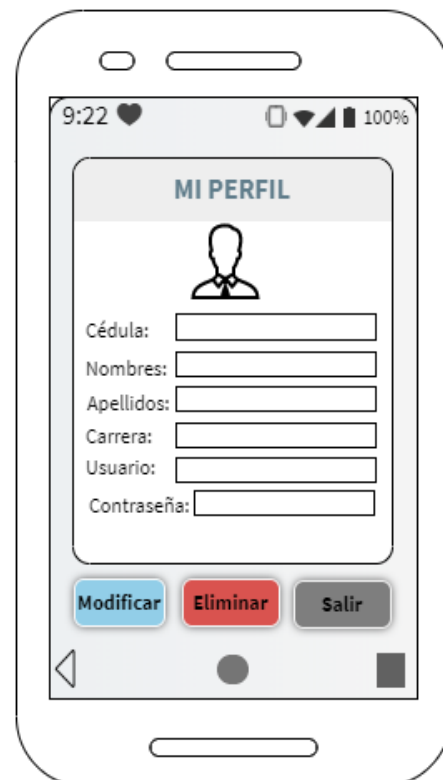 9:22 100%
MI PERFIL
Cédula:
Nombres:
Apellidos:
Carrera:
Usuario:
Contraseña:
Modificar Eliminar Salir